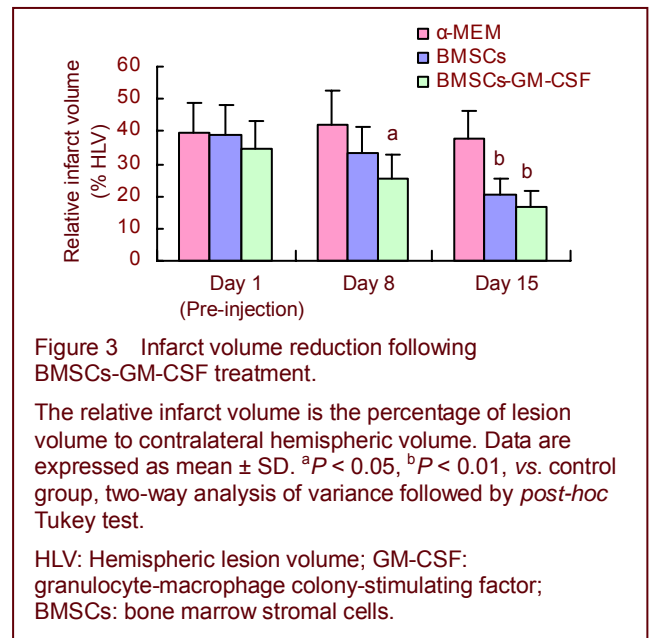 α-MEM
BMSCs
BMSCs-GM-CSF
Relative infarct volume
(% HLV)
60
50
40
30
20
10
0
a
b
b
Day 1
(Pre-injection)
Day 8
Day 15
Figure 3 Infarct volume reduction following
BMSCs-GM-CSF treatment.
The relative infarct volume is the percentage of lesion
volume to contralateral hemispheric volume. Data are
expressed as mean ± SD. ᵃP < 0.05, ᵇP < 0.01, vs. control
group, two-way analysis of variance followed by post-hoc
Tukey test.
HLV: Hemispheric lesion volume; GM-CSF:
granulocyte-macrophage colony-stimulating factor;
BMSCs: bone marrow stromal cells.